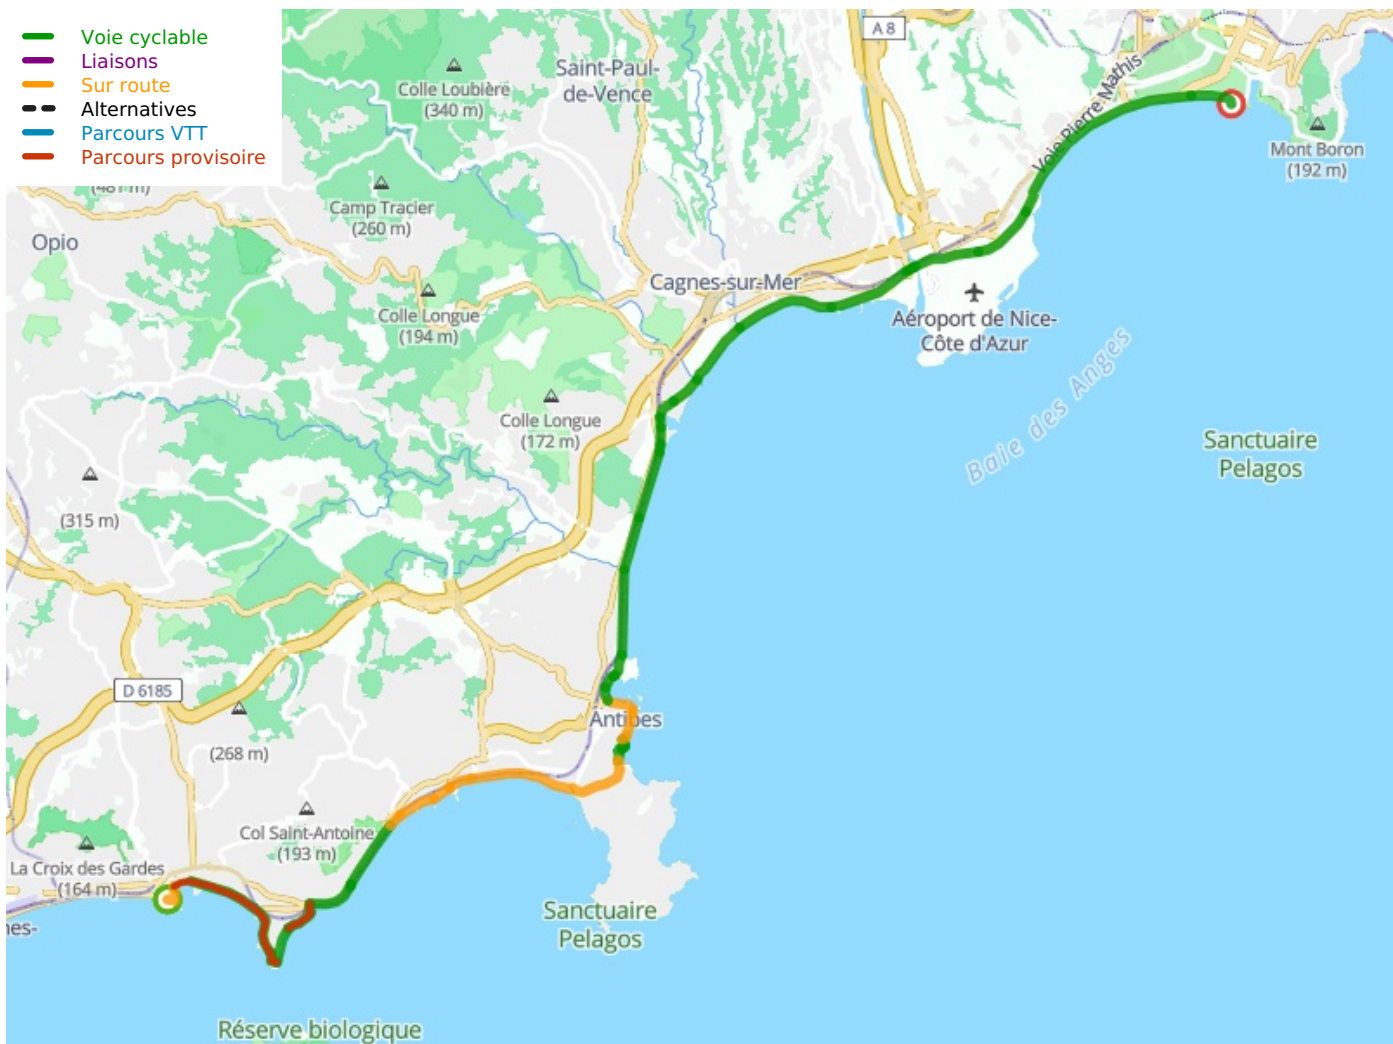 Voie cyclable
Liaisons
Sur route
Alternatives
Parcours VTT
Parcours provisoire
A 8
Saint-Paul-
de-Vence
Colle Loubière
(340 m)
Voie Pierre Mathis
Mont Boron
(192 m)
(481 m)
Camp Tracier
(260 m)
Opio
Cagnes-sur-Mer
Colle Longue
(194 m)
Aéroport de Nice-
Côte d'Azur
Baie des Anges
Colle Longue
(172 m)
Sanctuaire
Pelagos
(315 m)
D 6185
Antibes
(268 m)
Col Saint-Antoine
(193 m)
La Croix des Gardes
(164 m)
nes-
Sanctuaire
Pelagos
Réserve biologique